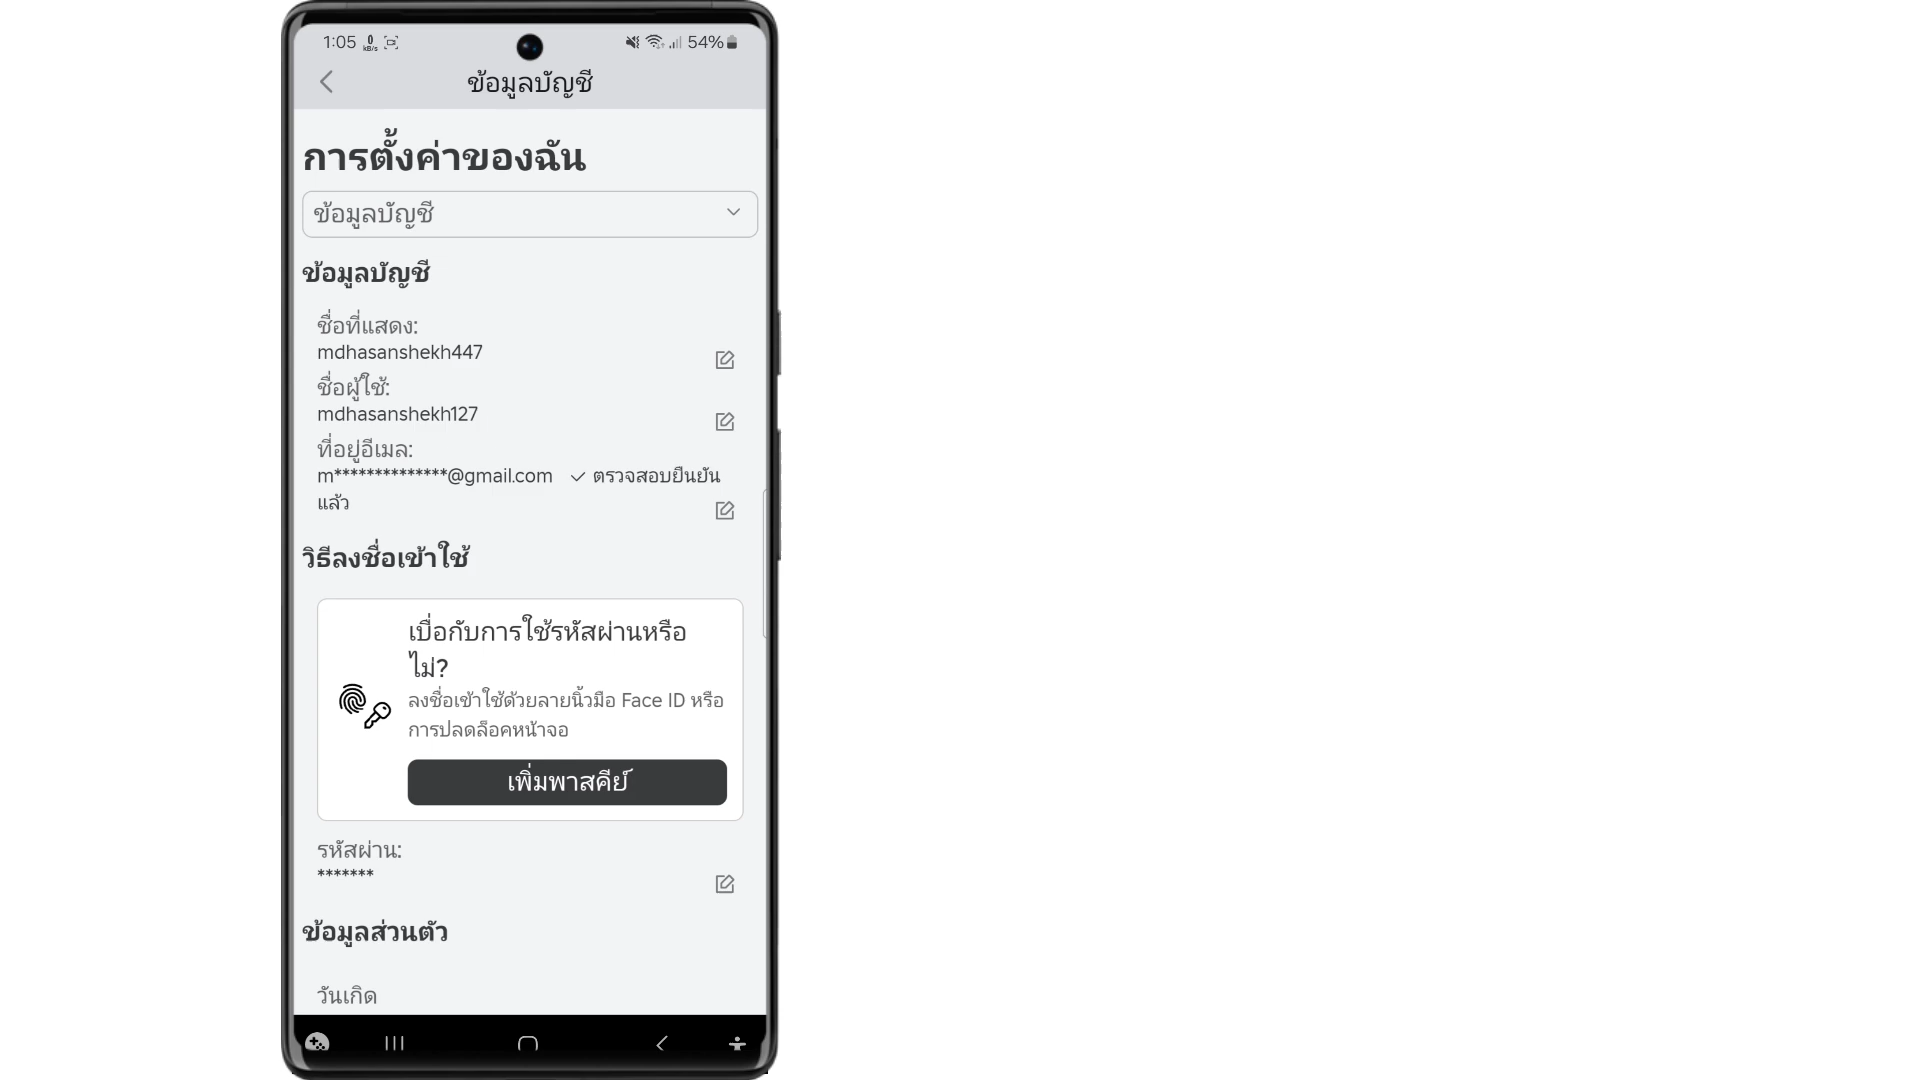 1:05 0 kB/s 54%
ข้อมูลบัญชี
การตั้งค่าของฉัน
ข้อมูลบัญชี
ข้อมูลบัญชี
ชื่อที่แสดง:
mdhasanshekh447
ชื่อผู้ใช้:
mdhasanshekh127
ที่อยู่อีเมล:
m**************@gmail.com ✓ ตรวจสอบยืนยัน
แล้ว
วิธีลงชื่อเข้าใช้
เบื่อกับการใช้รหัสผ่านหรือ
ไม่?
ลงชื่อเข้าใช้ด้วยลายนิ้วมือ Face ID หรือ
การปลดล็อคหน้าจอ
เพิ่มพาสคีย์
รหัสผ่าน:
*******
ข้อมูลส่วนตัว
วันเกิด